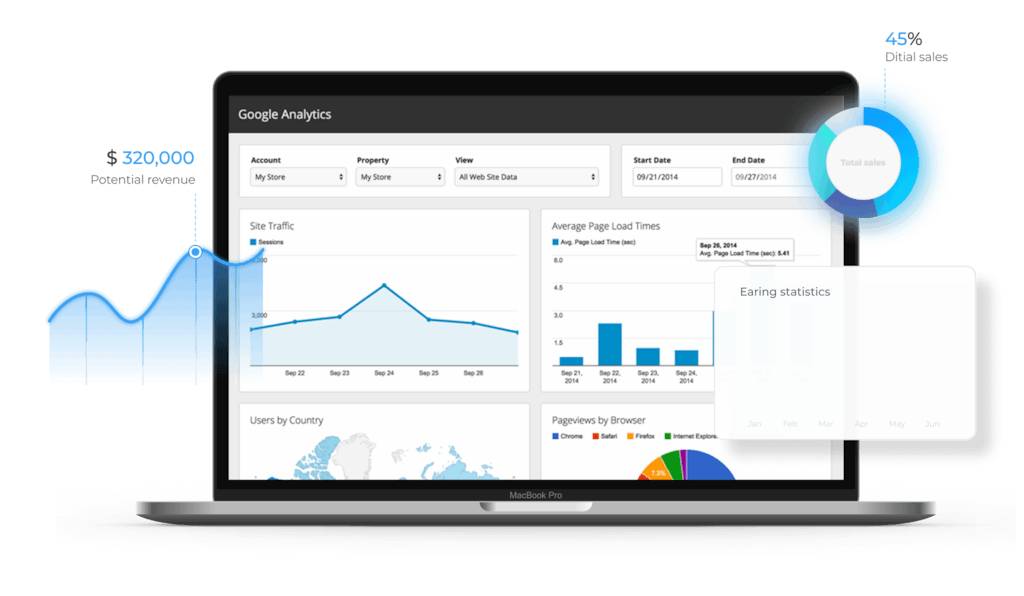 45%
Ditial sales
$ 320,000
Potential revenue
Google Analytics
Total sales
Account
Property
View
Start Date
End Date
My Store
My Store
All Web Site Data
09/21/2014
09/27/2014
Site Traffic
Sessions
3,000
Sep 22
Sep 23
Sep 24
Sep 25
Sep 26
Average Page Load Times
Avg. Page Load Time (sec)
Sep 26, 2014
Avg. Page Load Time (sec): 5.41
6.0
4.5
3.0
1.5
Sep 21,
2014
Sep 22,
2014
Sep 23,
2014
Sep 24,
2014
Earing statistics
Jan
Feb
Mar
Apr
May
Jun
Users by Country
Pageviews by Browser
Chrome
Safari
Firefox
Internet Explore
7.3%
MacBook Pro